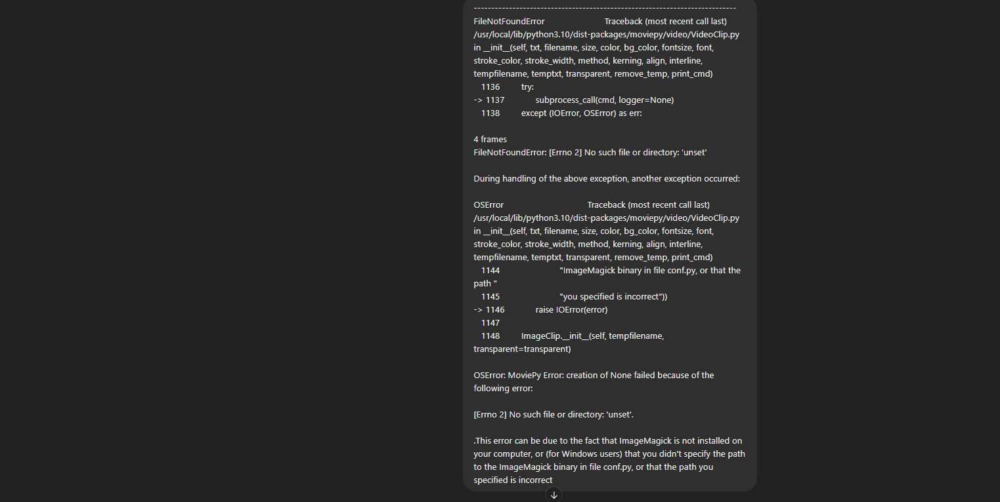 ---------------------------------------------------------------------------
FileNotFoundError                         Traceback (most recent call last)
/usr/local/lib/python3.10/dist-packages/moviepy/video/VideoClip.py
in __init__(self, txt, filename, size, color, bg_color, fontsize, font,
stroke_color, stroke_width, method, kerning, align, interline,
tempfilename, temptxt, transparent, remove_temp, print_cmd)
   1136         try:
-> 1137             subprocess_call(cmd, logger=None)
   1138         except (IOError, OSError) as err:
4 frames
FileNotFoundError: [Errno 2] No such file or directory: 'unset'
During handling of the above exception, another exception occurred:
OSError                                   Traceback (most recent call last)
/usr/local/lib/python3.10/dist-packages/moviepy/video/VideoClip.py
in __init__(self, txt, filename, size, color, bg_color, fontsize, font,
stroke_color, stroke_width, method, kerning, align, interline,
tempfilename, temptxt, transparent, remove_temp, print_cmd)
   1144                     "ImageMagick binary in file conf.py, or that the
path "
   1145                     "you specified is incorrect"))
-> 1146             raise IOError(error)
   1147
   1148         ImageClip.__init__(self, tempfilename,
transparent=transparent)
OSError: MoviePy Error: creation of None failed because of the
following error:
[Errno 2] No such file or directory: 'unset'.
.This error can be due to the fact that ImageMagick is not installed on
your computer, or (for Windows users) that you didn't specify the path
to the ImageMagick binary in file conf.py, or that the path you
specified is incorrect